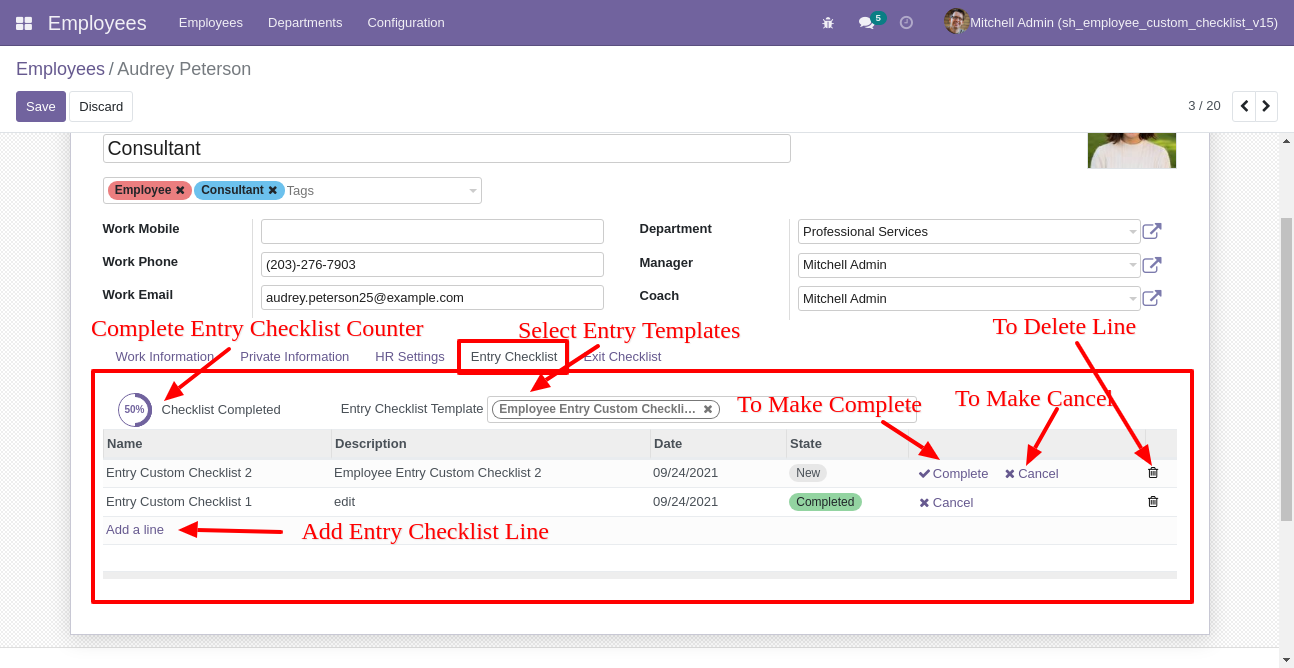 Employees Employees Departments Configuration 5 Mitchell Admin (sh_employee_custom_checklist_v15)
Employees / Audrey Peterson
Save Discard 3 / 20
Consultant
Employee Consultant Tags
Work Mobile Department Professional Services
Work Phone (203)-276-7903 Manager Mitchell Admin
Work Email audrey.peterson25@example.com Coach Mitchell Admin
Complete Entry Checklist Counter Select Entry Templates To Delete Line
Work Information Private Information HR Settings Entry Checklist Exit Checklist
50% Checklist Completed Entry Checklist Template Employee Entry Custom Checkli... To Make Complete To Make Cancel
Name Description Date State
Entry Custom Checklist 2 Employee Entry Custom Checklist 2 09/24/2021 New Complete Cancel
Entry Custom Checklist 1 edit 09/24/2021 Completed Cancel
Add a line Add Entry Checklist Line